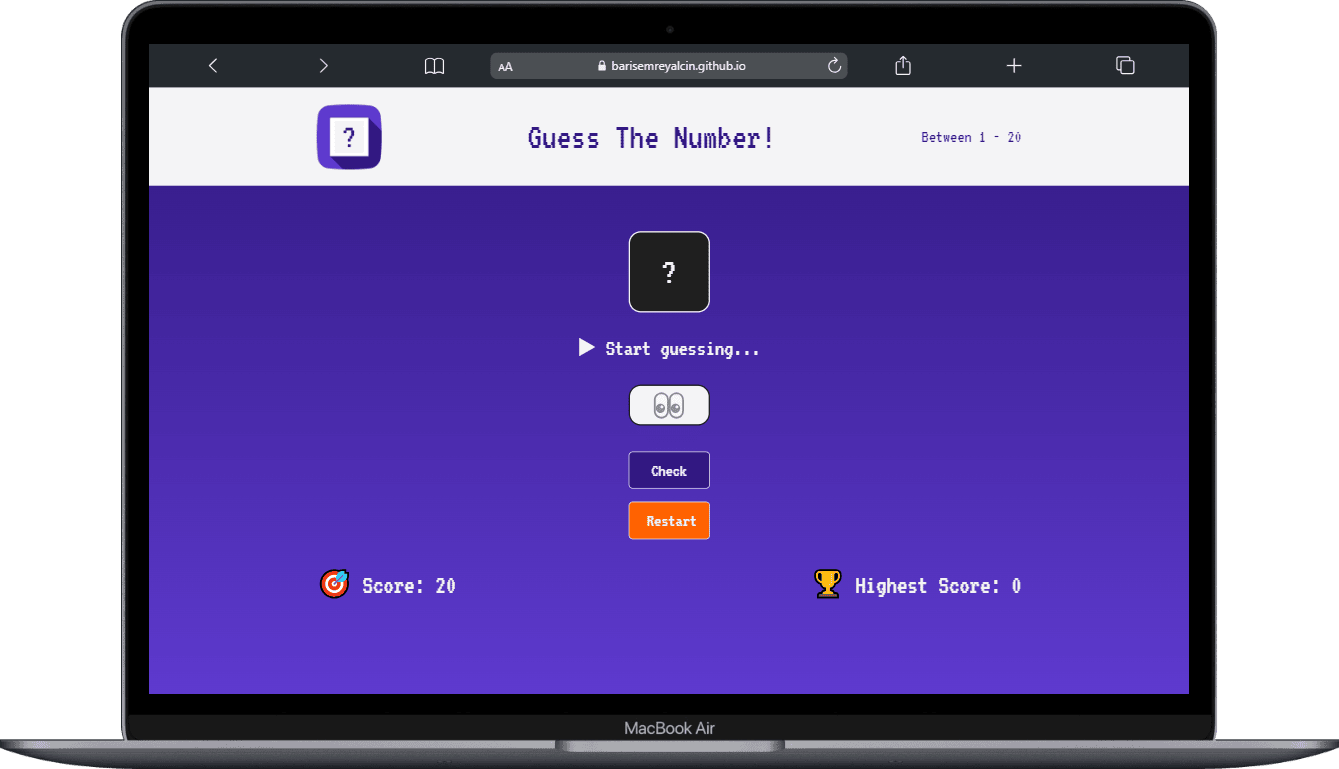 AA barisemreyalcin.github.io
?
Guess The Number!
Between 1 - 20
?
Start guessing...
Check
Restart
Score: 20
Highest Score: 0
MacBook Air